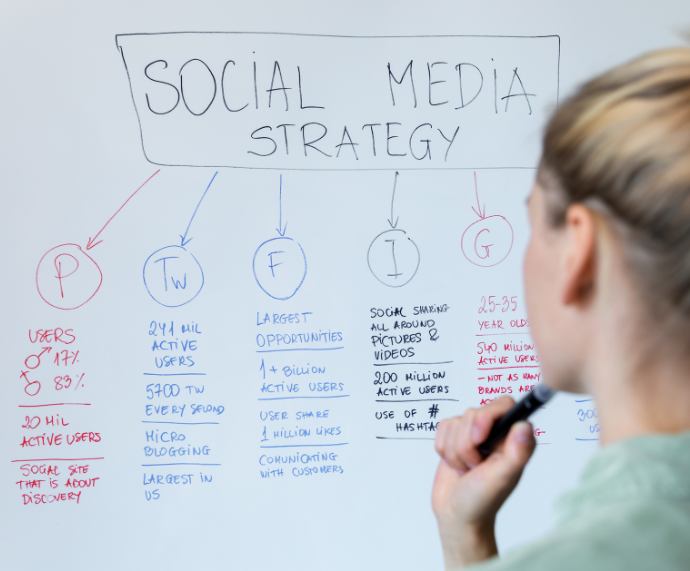 SOCIAL MEDIA
STRATEGY
P
USERS
17%
83%
20 MIL
ACTIVE USERS
SOCIAL SITE
THAT IS ABOUT
DISCOVERY
TW
241 MIL
ACTIVE
USERS
5700 TW
EVERY SECOND
MICRO
BLOGGING
LARGEST IN
US
F
LARGEST
OPPORTUNITIES
1+ BILLION
ACTIVE USERS
USER SHARE
1 MILLION LIKES
COMUNICATING
WITH CUSTOMERS
I
SOCIAL SHARING
ALL AROUND
PICTURES &
VIDEOS
200 MILLION
ACTIVE USERS
USE OF #
G
25-35
YEAR OLDS
540 MILLION
ACTIVE USERS
- NOT AS MANY
BRANDS ARE